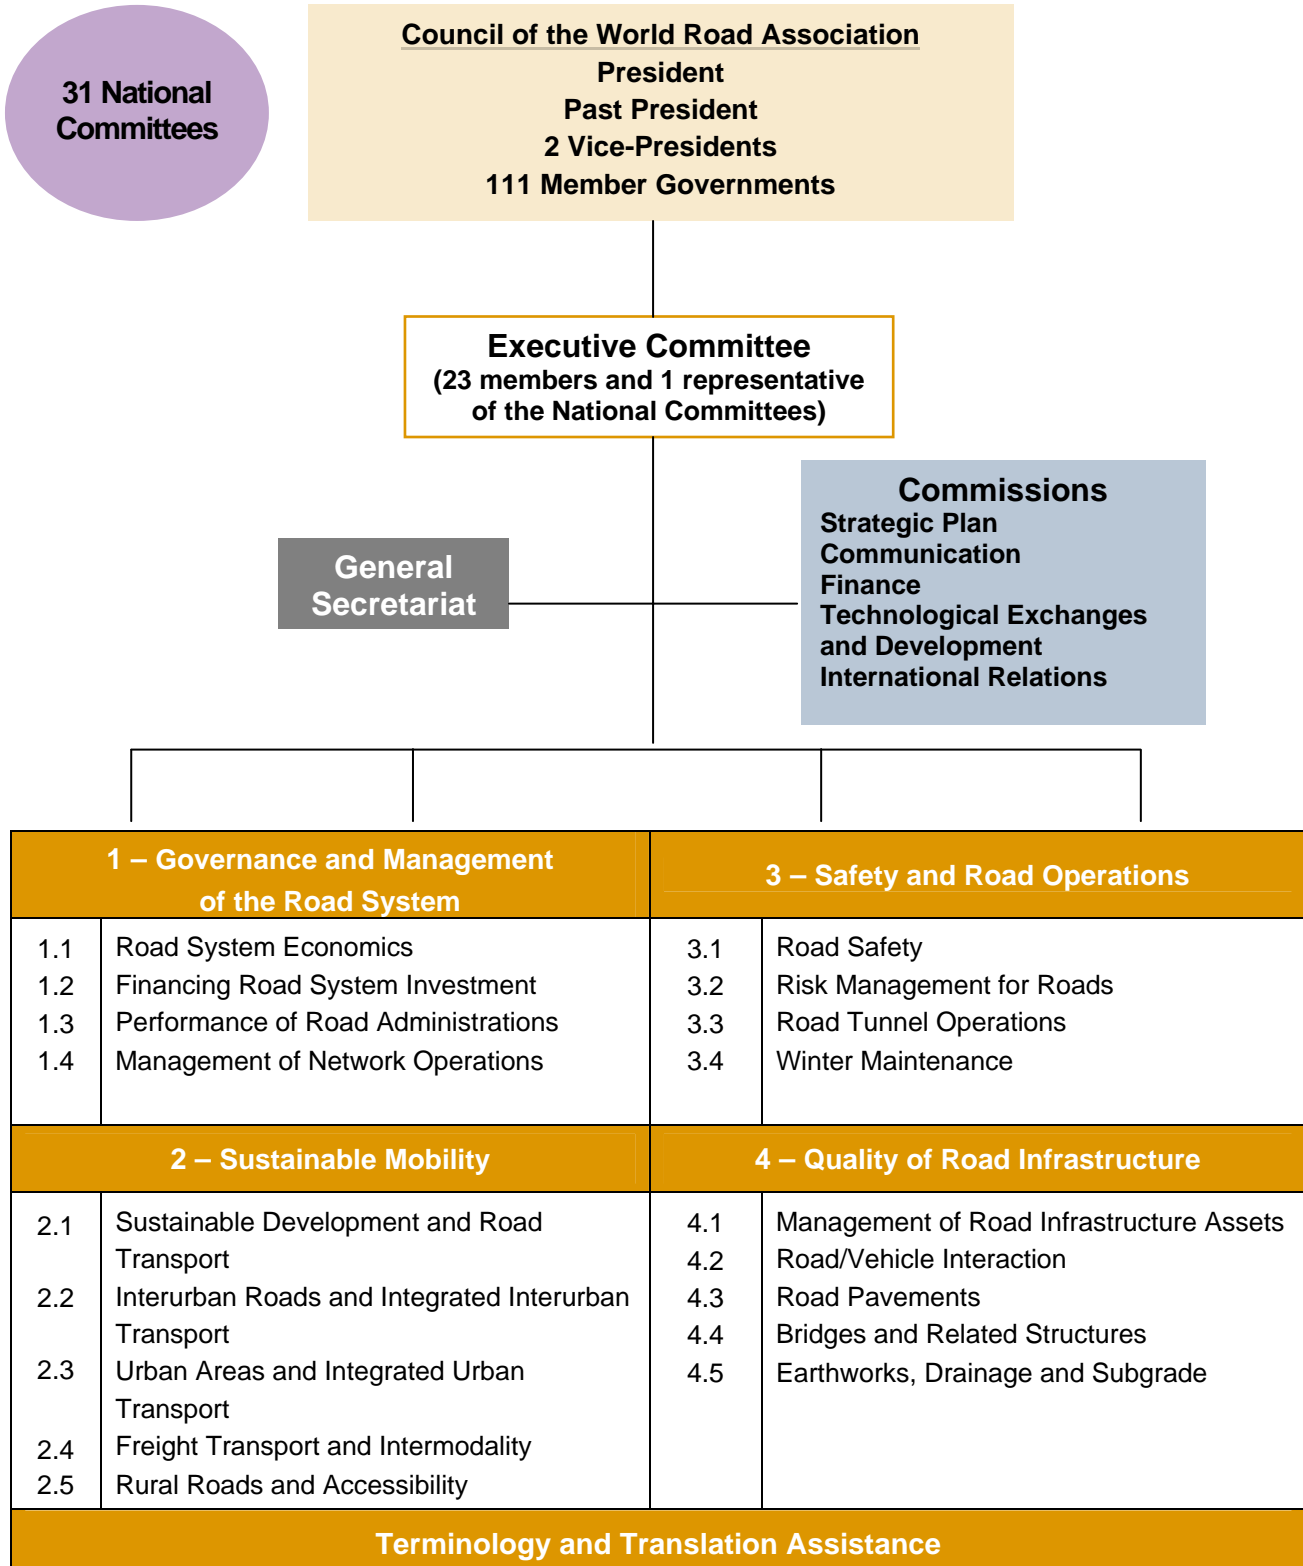 31 National
Committees
Council of the World Road Association
President
Past President
2 Vice-Presidents
111 Member Governments
Executive Committee
(23 members and 1 representative
of the National Committees)
General
Secretariat
Commissions
Strategic Plan
Communication
Finance
Technological Exchanges
and Development
International Relations
1 – Governance and Management
of the Road System
1.1 Road System Economics
1.2 Financing Road System Investment
1.3 Performance of Road Administrations
1.4 Management of Network Operations
3 – Safety and Road Operations
3.1 Road Safety
3.2 Risk Management for Roads
3.3 Road Tunnel Operations
3.4 Winter Maintenance
2 – Sustainable Mobility
2.1 Sustainable Development and Road
Transport
2.2 Interurban Roads and Integrated Interurban
Transport
2.3 Urban Areas and Integrated Urban
Transport
2.4 Freight Transport and Intermodality
2.5 Rural Roads and Accessibility
4 – Quality of Road Infrastructure
4.1 Management of Road Infrastructure Assets
4.2 Road/Vehicle Interaction
4.3 Road Pavements
4.4 Bridges and Related Structures
4.5 Earthworks, Drainage and Subgrade
Terminology and Translation Assistance